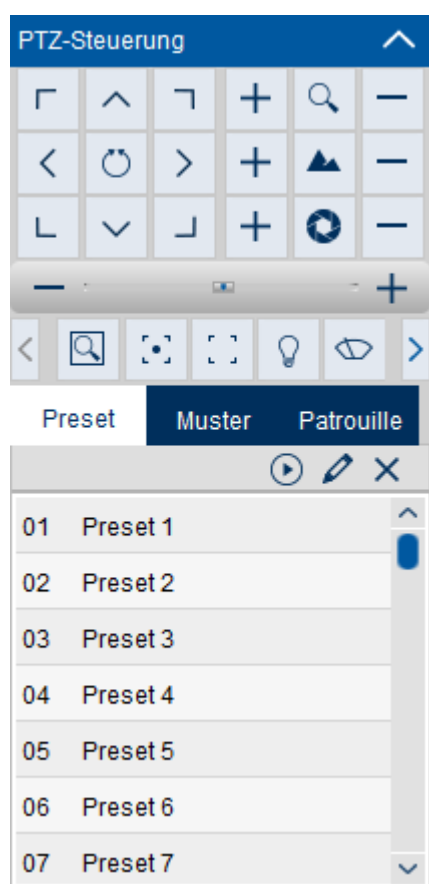 PTZ-Steuerung
Preset Muster Patrouille
01 Preset 1
02 Preset 2
03 Preset 3
04 Preset 4
05 Preset 5
06 Preset 6
07 Preset 7